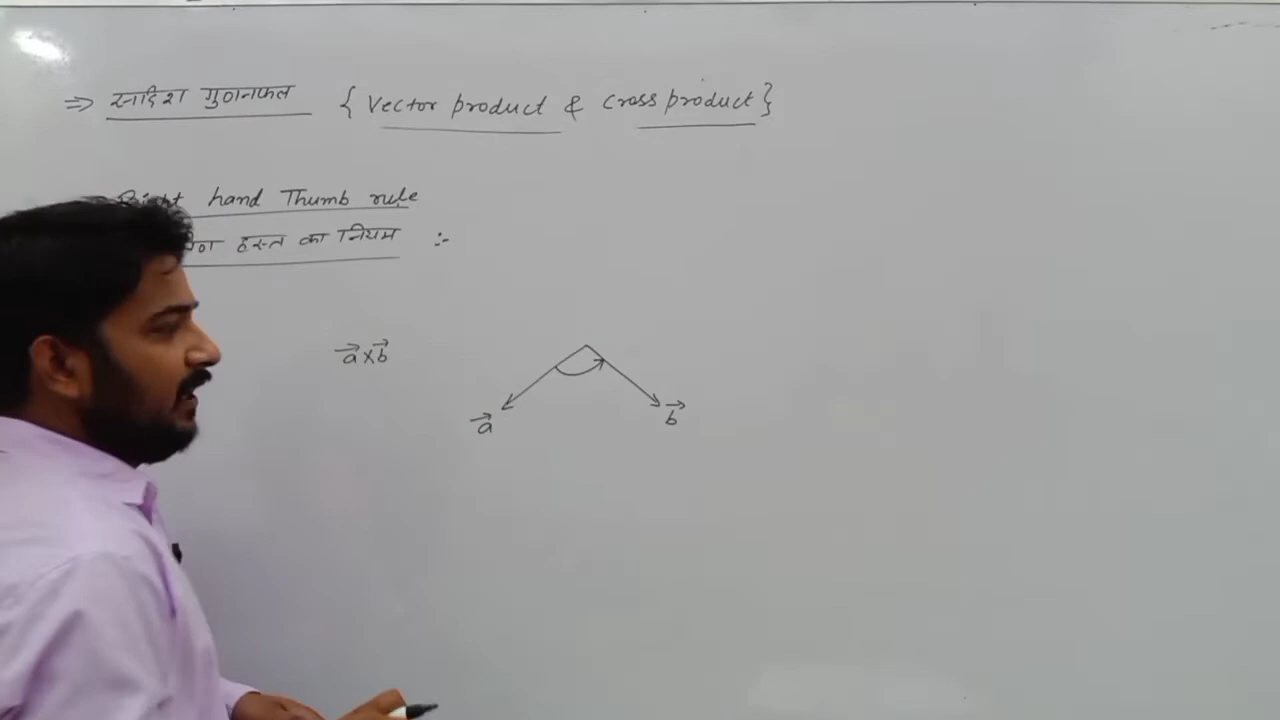 ⇒ सदिश गुणनफल { Vector product & Cross product }
Right hand Thumb rule
हस्त का नियम :-
a⃗ × b⃗
a⃗
b⃗